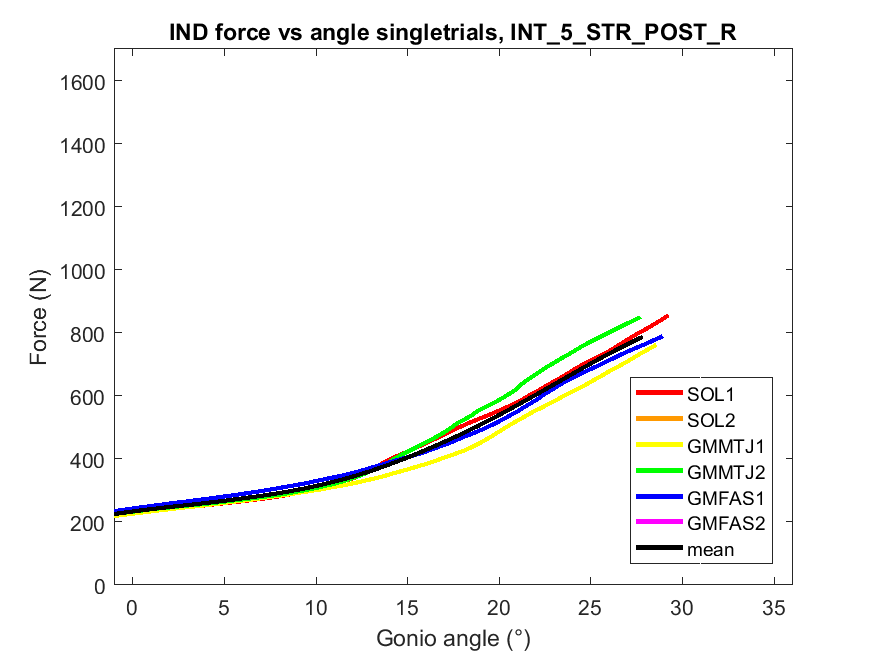 IND force vs angle singletrials, INT_5_STR_POST_R
1600
1400
1200
1000
800
600
400
200
0
Force (N)
0 5 10 15 20 25 30 35
Gonio angle (°)
SOL1
SOL2
GMMTJ1
GMMTJ2
GMFAS1
GMFAS2
mean